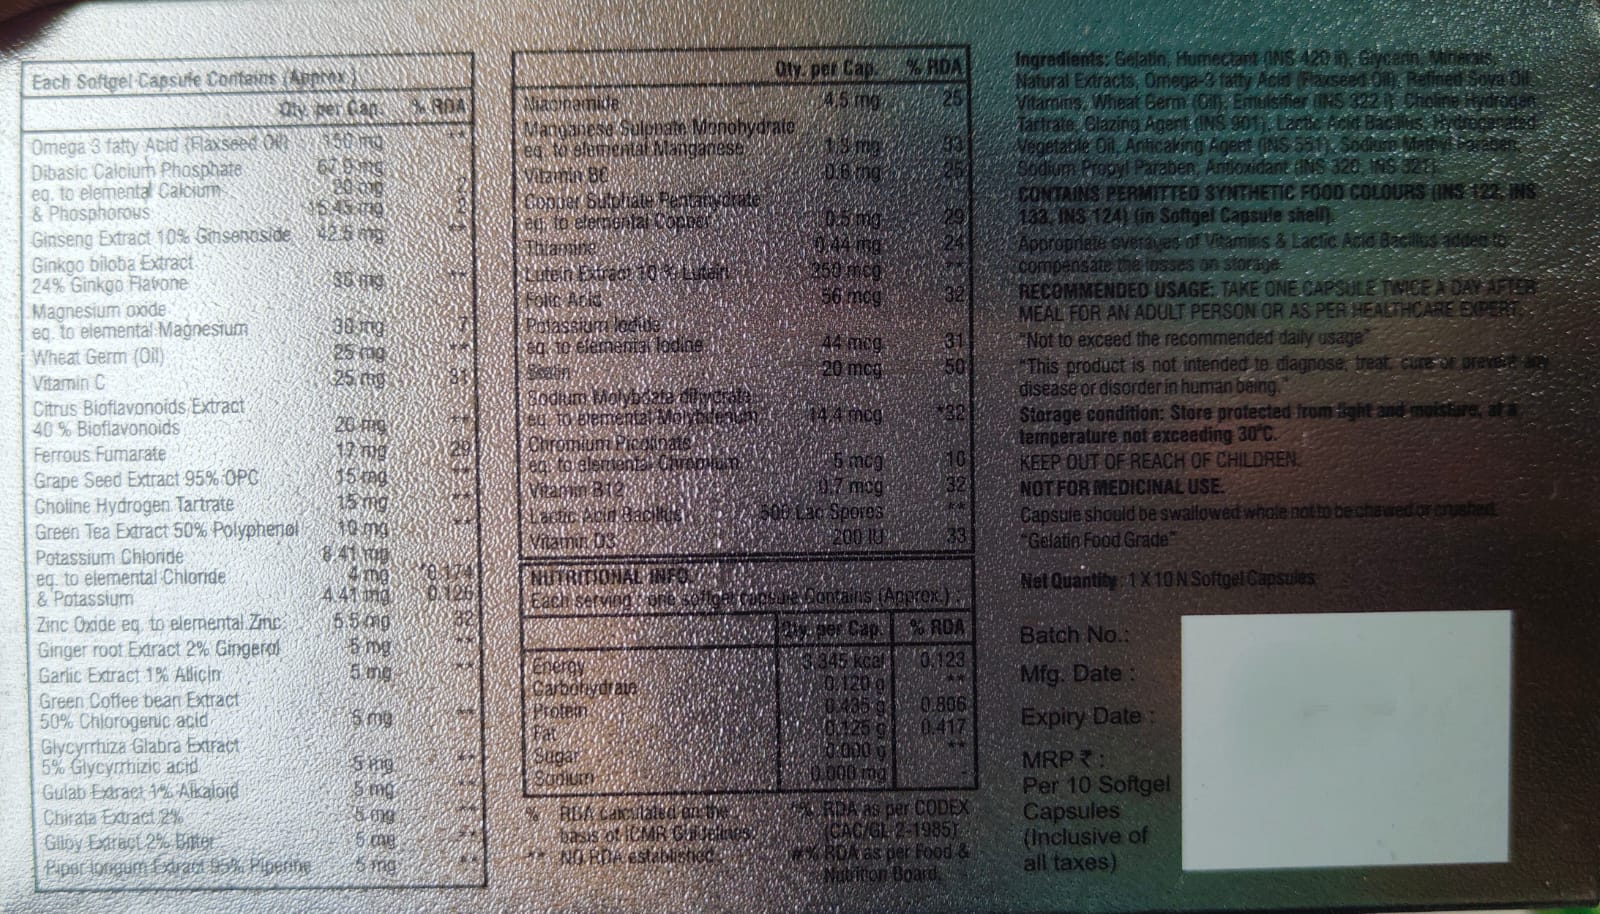 Each Softgel Capsule Contains (Approx.)
Qty. per Cap. % RDA
Omega 3 fatty Acid (Flaxseed Oil) 150 mg **
Dibasic Calcium Phosphate 67.9 mg
eq. to elemental Calcium 20 mg 2
& Phosphorous 15.45 mg 2
Ginseng Extract 10% Ginsenoside 42.5 mg **
Ginkgo biloba Extract
24% Ginkgo Flavone mg **
Magnesium oxide
eq. to elemental Magnesium 30 mg 7
Wheat Germ (Oil) 25 mg **
Vitamin C 25 mg 31
Citrus Bioflavonoids Extract
40 % Bioflavonoids 20 mg **
Ferrous Fumarate 17 mg 29
Grape Seed Extract 95% OPC 15 mg **
Choline Hydrogen Tartrate 15 mg **
Green Tea Extract 50% Polyphenol 10 mg **
Potassium Chloride 8.41 mg
eq. to elemental Chloride 4 mg *0.174
& Potassium 4.41 mg 0.126
Zinc Oxide eq. to elemental Zinc 5.5 mg 32
Ginger root Extract 2% Gingerol 5 mg **
Garlic Extract 1% Allicin 5 mg **
Green Coffee bean Extract
50% Chlorogenic acid 5 mg **
Glycyrrhiza Glabra Extract
5% Glycyrrhizic acid 5 mg **
Gulab Extract 1% Alkaloid 5 mg **
Chirata Extract 2% 5 mg **
Giloy Extract 2% Bitter 5 mg **
Piper longum Extract 95% Piperine 5 mg **
Qty. per Cap. % RDA
Niacinamide 4.5 mg 25
Manganese Sulphate Monohydrate
eq. to elemental Manganese mg 33
Vitamin B6 0.6 mg 25
Copper Sulphate Pentahydrate
eq. to elemental Copper 0.5 mg 29
Thiamine 0.44 mg 24
Lutein Extract 10 % Lutein 250 mcg **
Folic Acid 56 mcg 32
Potassium Iodide
eq. to elemental Iodine 44 mcg 31
20 mcg 50
Sodium Molybdate dihydrate
eq. to elemental Molybdenum 14.4 mcg *32
Chromium Picolinate
eq. to elemental Chromium 5 mcg 10
Vitamin B12 0.7 mcg 32
Lactic Acid Bacillus 500 Lac Spores **
Vitamin D3 200 IU 33
NUTRITIONAL INFO.
Each serving : one softgel capsule Contains (Approx.) :
Qty. per Cap. % RDA
Energy 3.345 kcal 0.123
Carbohydrate 0.120 g **
Protein 0.435 g 0.806
Fat 0.125 g 0.417
Sugar 0.000 g **
Sodium 0.000 mg -
% RDA calculated on the
basis of ICMR Guidelines.
** NO RDA established.
*% RDA as per CODEX
(CAC/GL 2-1985)
#% RDA as per Food &
Nutrition Board.
Ingredients: Gelatin, Humectant (INS 420 ii), Glycerin, Minerals,
Natural Extracts, Omega-3 fatty Acid (Flaxseed Oil), Refined Soya Oil,
Vitamins, Wheat Germ (Oil), Emulsifier (INS 322 i), Choline Hydrogen
Tartrate, Glazing Agent (INS 901), Lactic Acid Bacillus, Hydrogenated
Vegetable Oil, Anticaking Agent (INS 551), Sodium Methyl Paraben,
Sodium Propyl Paraben, Antioxidant (INS 320, INS 321).
CONTAINS PERMITTED SYNTHETIC FOOD COLOURS (INS 122, INS
133, INS 124) (in Softgel Capsule shell).
Appropriate overages of Vitamins & Lactic Acid Bacillus added to
compensate the losses on storage.
RECOMMENDED USAGE: TAKE ONE CAPSULE TWICE A DAY AFTER
MEAL FOR AN ADULT PERSON OR AS PER HEALTHCARE EXPERT.
"Not to exceed the recommended daily usage"
"This product is not intended to diagnose, treat, cure or prevent any
disease or disorder in human being."
Storage condition: Store protected from light and moisture, at a
temperature not exceeding 30°C.
KEEP OUT OF REACH OF CHILDREN.
NOT FOR MEDICINAL USE.
Capsule should be swallowed whole not to be chewed or crushed.
"Gelatin Food Grade"
Net Quantity : 1 X 10 N Softgel Capsules
Batch No.:
Mfg. Date :
Expiry Date :
MRP ₹ :
Per 10 Softgel
Capsules
(Inclusive of
all taxes)